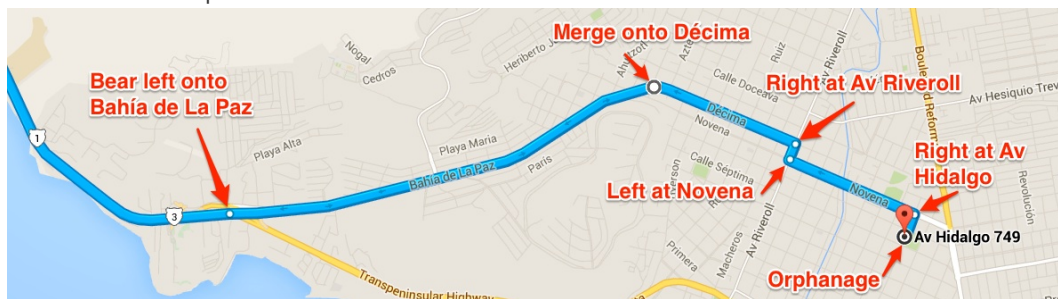 Merge onto Décima
Bear left onto
Bahía de La Paz
Right at Av Riveroll
Left at Novena
Right at Av
Hidalgo
Orphanage
Av Hidalgo 749
1
3
Nogal
Cedros
Playa Alta
Playa Maria
Paris
Bahía de La Paz
Décima
Novena
Novena
Calle Doceava
Ruiz
Av Riveroll
Av Riveroll
Calle Séptima
Macheros
Primera
Av Hesiquio Trev
Revolución
Transpeninsular Highway